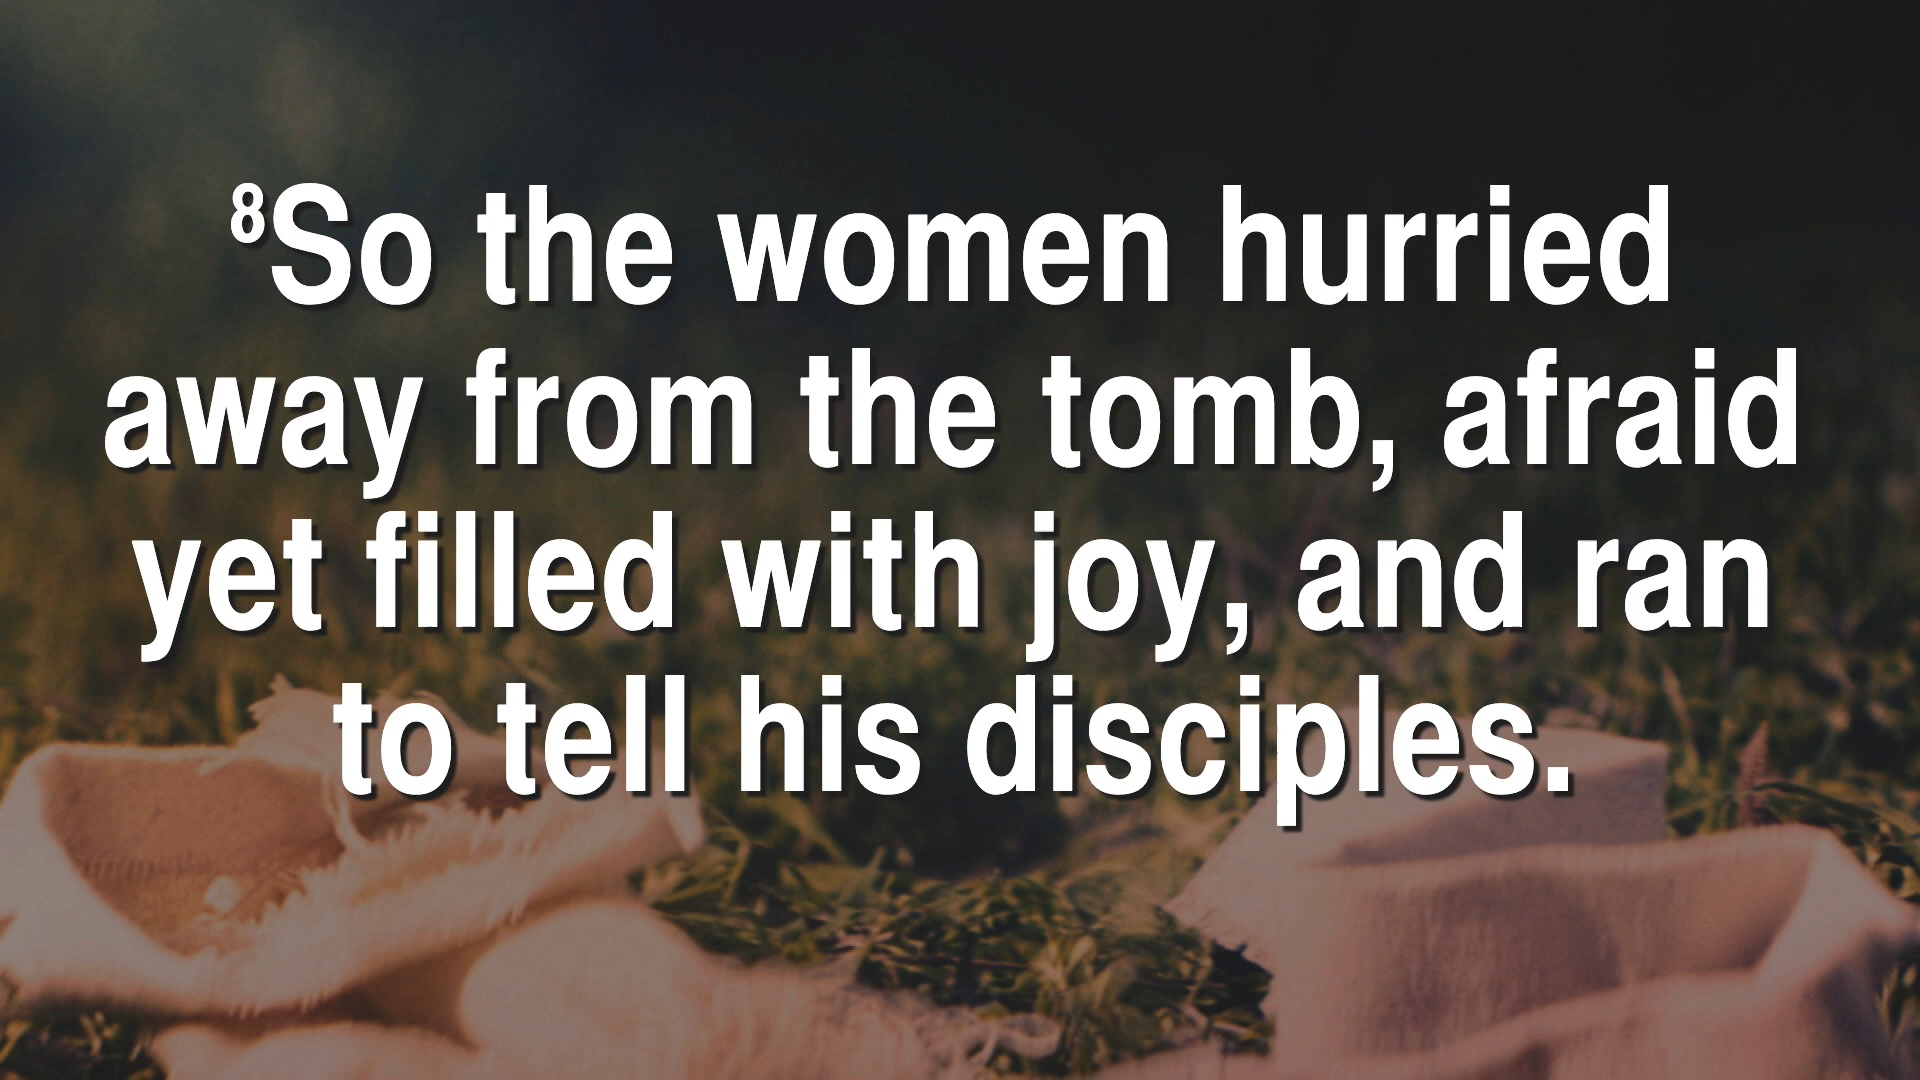 ⁸So the women hurried
away from the tomb, afraid
yet filled with joy, and ran
to tell his disciples.